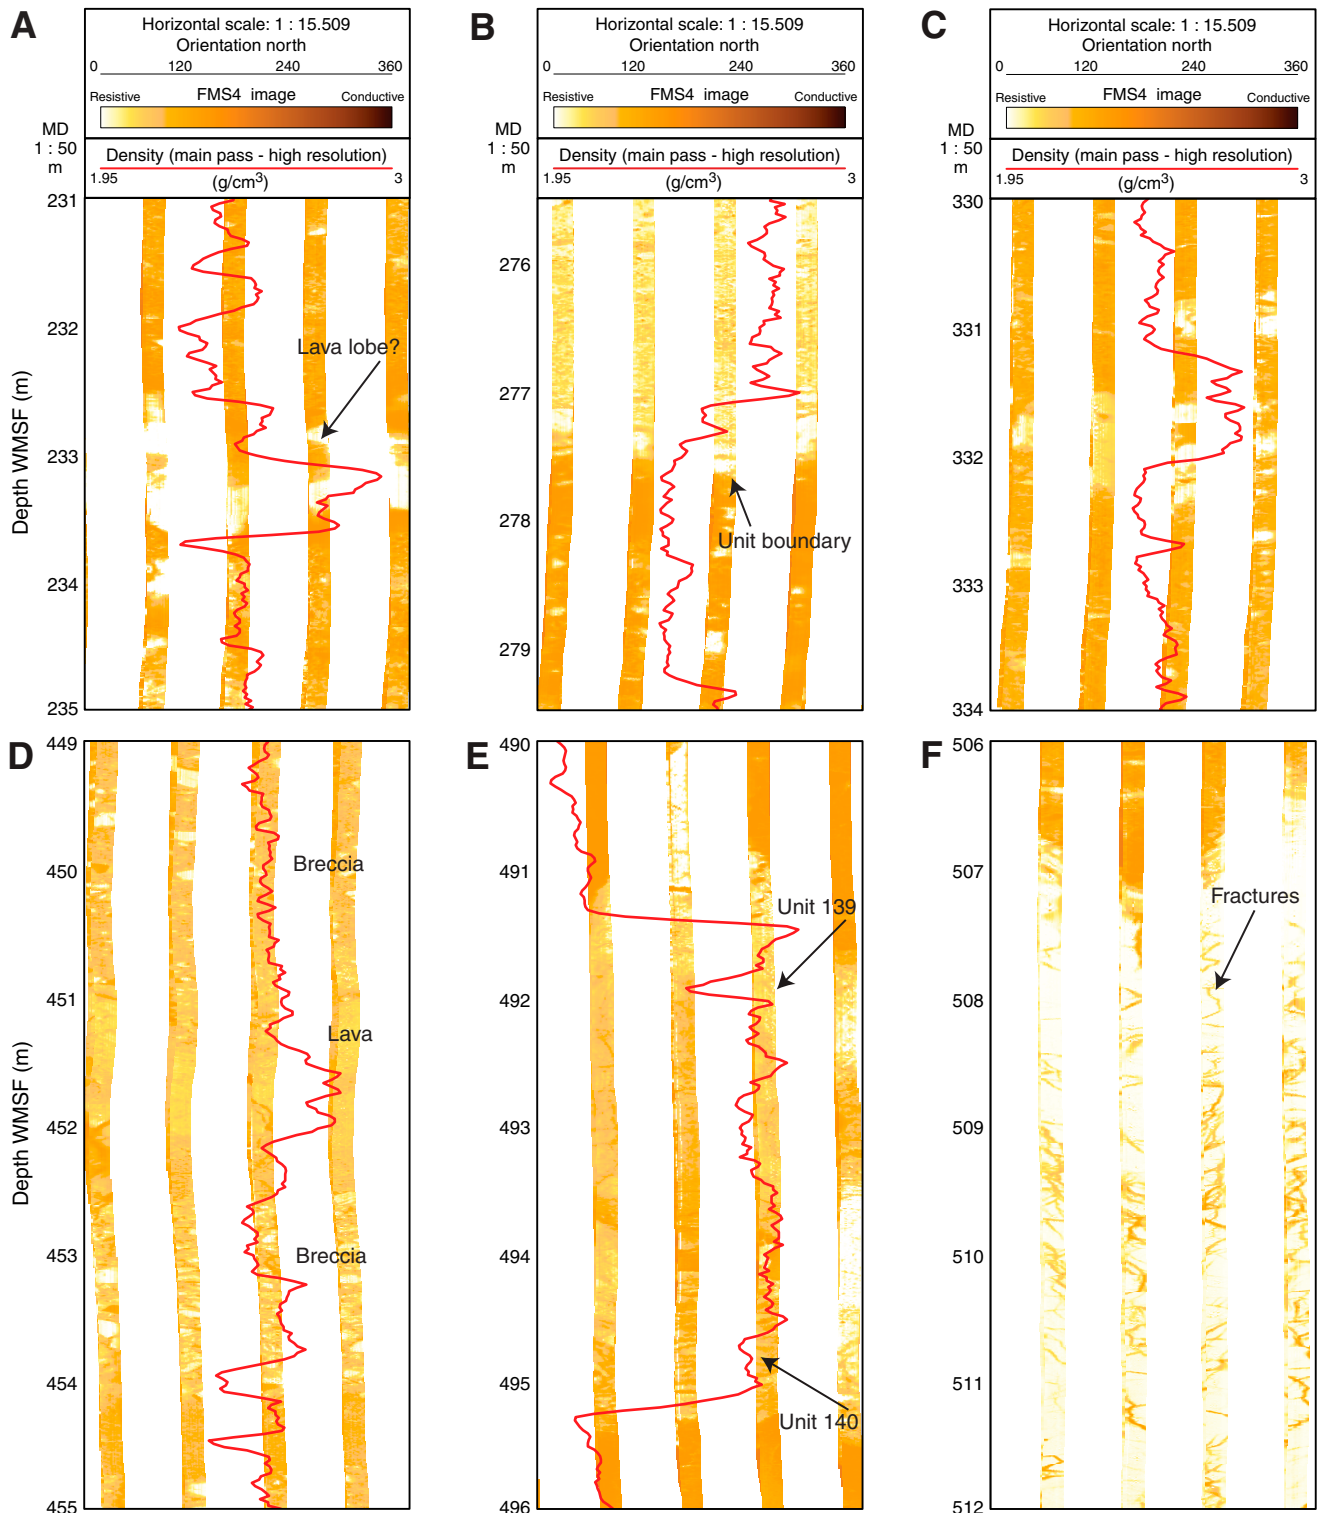 A
Horizontal scale: 1 : 15.509
Orientation north
0 120 240 360
Resistive FMS4 image Conductive
MD
1 : 50
m
Density (main pass - high resolution)
1.95 (g/cm3) 3
B
Horizontal scale: 1 : 15.509
Orientation north
0 120 240 360
Resistive FMS4 image Conductive
MD
1 : 50
m
Density (main pass - high resolution)
1.95 (g/cm3) 3
C
Horizontal scale: 1 : 15.509
Orientation north
0 120 240 360
Resistive FMS4 image Conductive
MD
1 : 50
m
Density (main pass - high resolution)
1.95 (g/cm3) 3
Depth WMSF (m)
231
232
233
234
235
Lava lobe?
276
277
278
279
Unit boundary
330
331
332
333
334
D
Depth WMSF (m)
449
450
451
452
453
454
455
Breccia
Lava
Breccia
E
490
491
492
493
494
495
496
Unit 139
Unit 140
F
506
507
508
509
510
511
512
Fractures